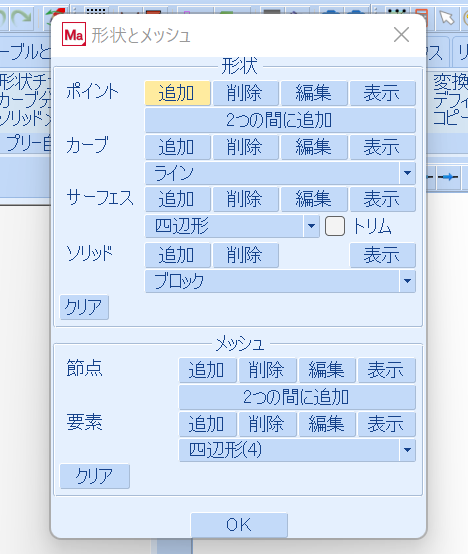 Ma 形状とメッシュ
形状
ポイント 追加 削除 編集 表示
2つの間に追加
カーブ 追加 削除 編集 表示
ライン
サーフェス 追加 削除 編集 表示
四辺形 トリム
ソリッド 追加 削除 表示
ブロック
クリア
メッシュ
節点 追加 削除 編集 表示
2つの間に追加
要素 追加 削除 編集 表示
四辺形(4)
クリア
OK
ーブルと
形状チ
カーブ分
ソリッドメ
プリー自
変換
デフィ
コピー